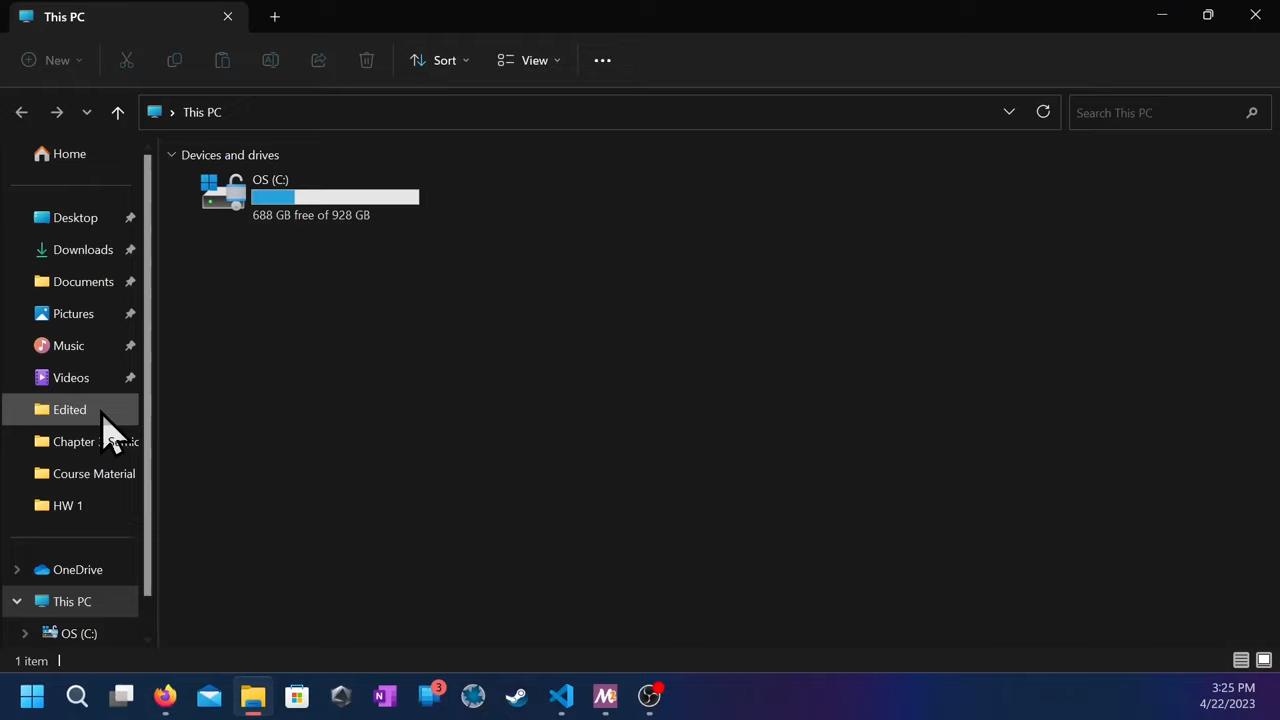 This PC
New
Sort
View
This PC
Search This PC
Home
Desktop
Downloads
Documents
Pictures
Music
Videos
Edited
Chapter
Course Material
HW 1
OneDrive
This PC
OS (C:)
Devices and drives
OS (C:)
688 GB free of 928 GB
1 item
3
3:25 PM
4/22/2023